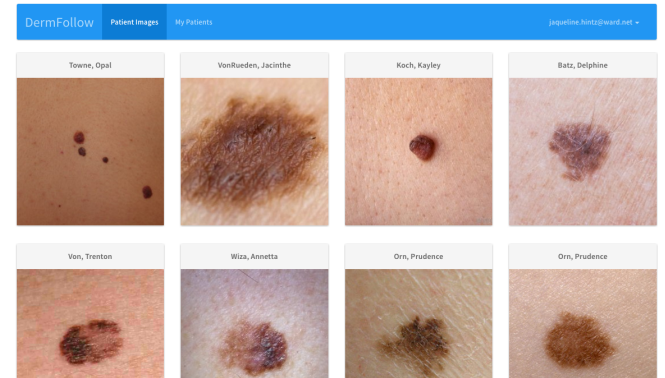 DermFollow Patient Images My Patients jaqueline.hintz@ward.net
Towne, Opal VonRueden, Jacinthe Koch, Kayley Batz, Delphine
Von, Trenton Wiza, Annetta Orn, Prudence Orn, Prudence